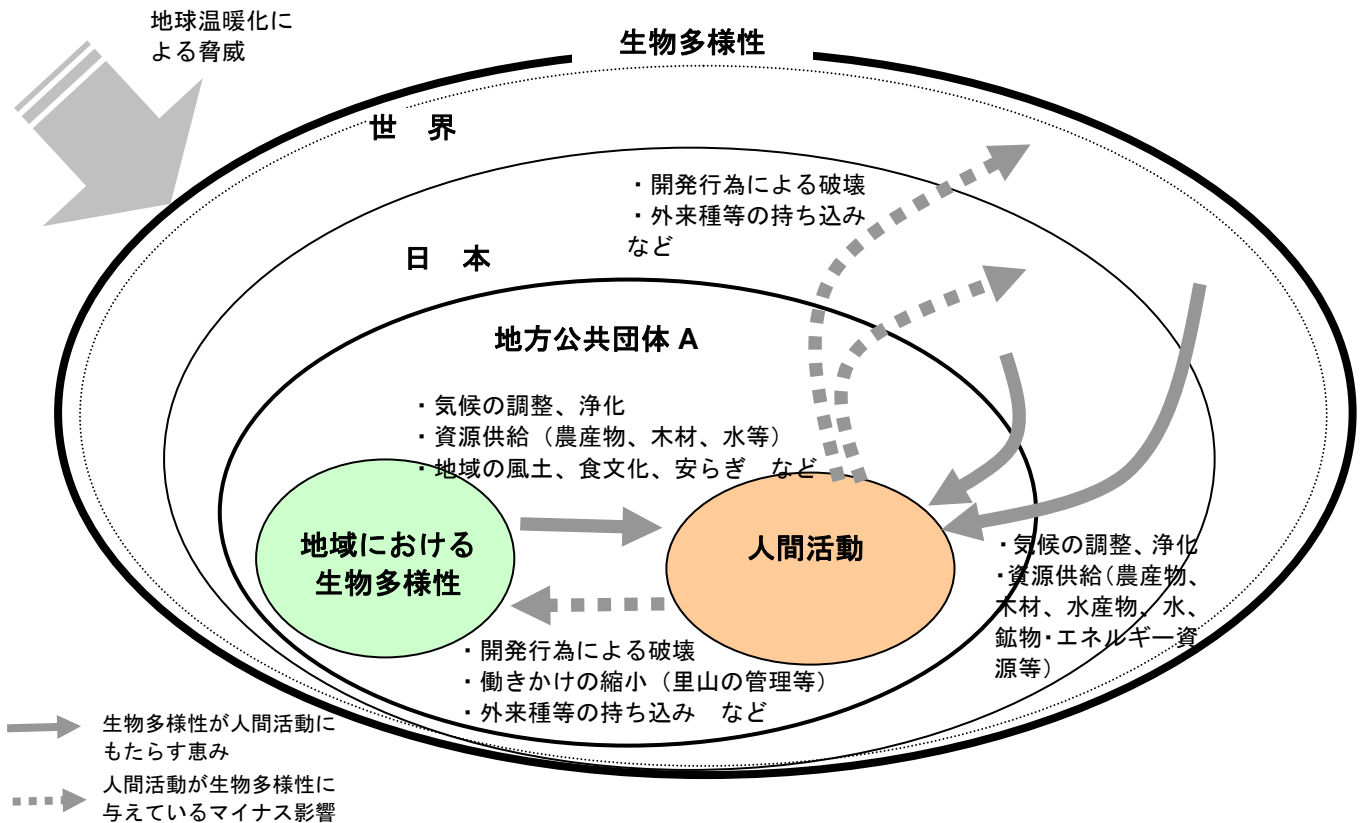 地球温暖化に
よる脅威
生物多様性
世　界
・開発行為による破壊
・外来種等の持ち込み
など
日　本
地方公共団体 A
・気候の調整、浄化
・資源供給（農産物、木材、水等）
・地域の風土、食文化、安らぎ　など
地域における
生物多様性
人間活動
・気候の調整、浄化
・資源供給（農産物、
木材、水産物、水、
鉱物・エネルギー資
源等）
・開発行為による破壊
・働きかけの縮小（里山の管理等）
・外来種等の持ち込み　など
生物多様性が人間活動に
もたらす恵み
人間活動が生物多様性に
与えているマイナス影響